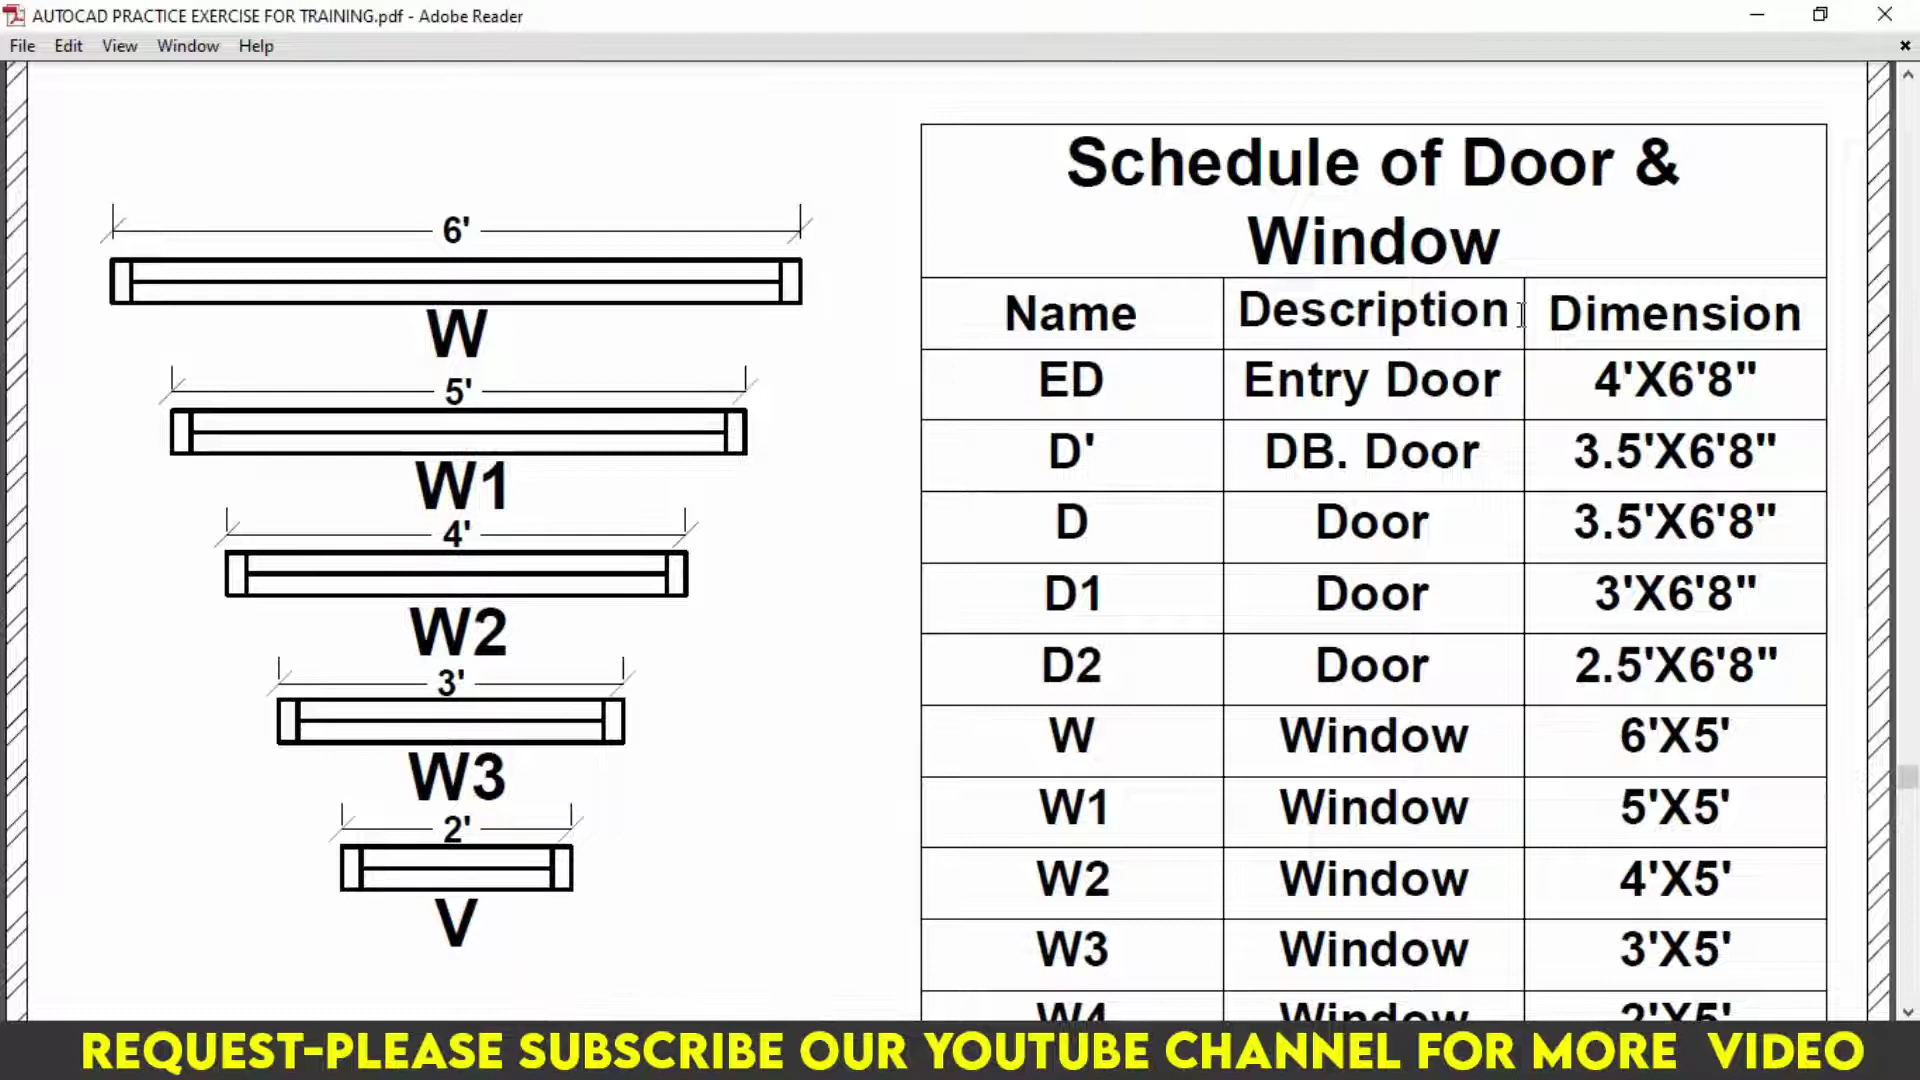 AUTOCAD PRACTICE EXERCISE FOR TRAINING.pdf - Adobe Reader
File Edit View Window Help
6'
W
5'
W1
4'
W2
3'
W3
2'
V
Schedule of Door &
Window
Name Description Dimension
ED Entry Door 4'X6'8"
D' DB. Door 3.5'X6'8"
D Door 3.5'X6'8"
D1 Door 3'X6'8"
D2 Door 2.5'X6'8"
W Window 6'X5'
W1 Window 5'X5'
W2 Window 4'X5'
W3 Window 3'X5'
W4 Window 2'X5'
REQUEST-PLEASE SUBSCRIBE OUR YOUTUBE CHANNEL FOR MORE VIDEO